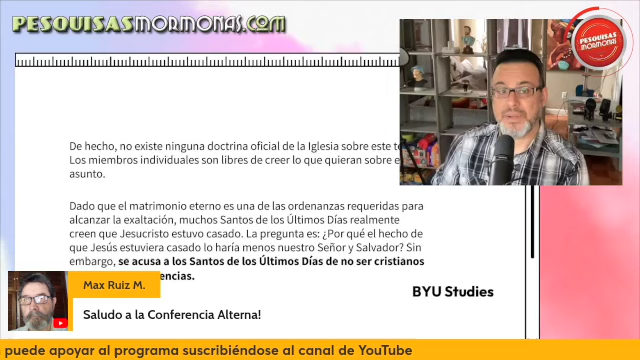 PESQUISASMORMONAS.COM
PESQUISAS
MORMONAS
De hecho, no existe ninguna doctrina oficial de la Iglesia sobre este
Los miembros individuales son libres de creer lo que quieran sobre
asunto.
Dado que el matrimonio eterno es una de las ordenanzas requeridas para
alcanzar la exaltación, muchos Santos de los Últimos Días realmente
creen que Jesucristo estuvo casado. La pregunta es: ¿Por qué el hecho de
que Jesús estuviera casado lo haría menos nuestro Señor y Salvador? Sin
embargo, se acusa a los Santos de los Últimos Días de no ser cristianos
BYU Studies
Max Ruiz M.
Saludo a la Conferencia Alterna!
puede apoyar al programa suscribiéndose al canal de YouTube